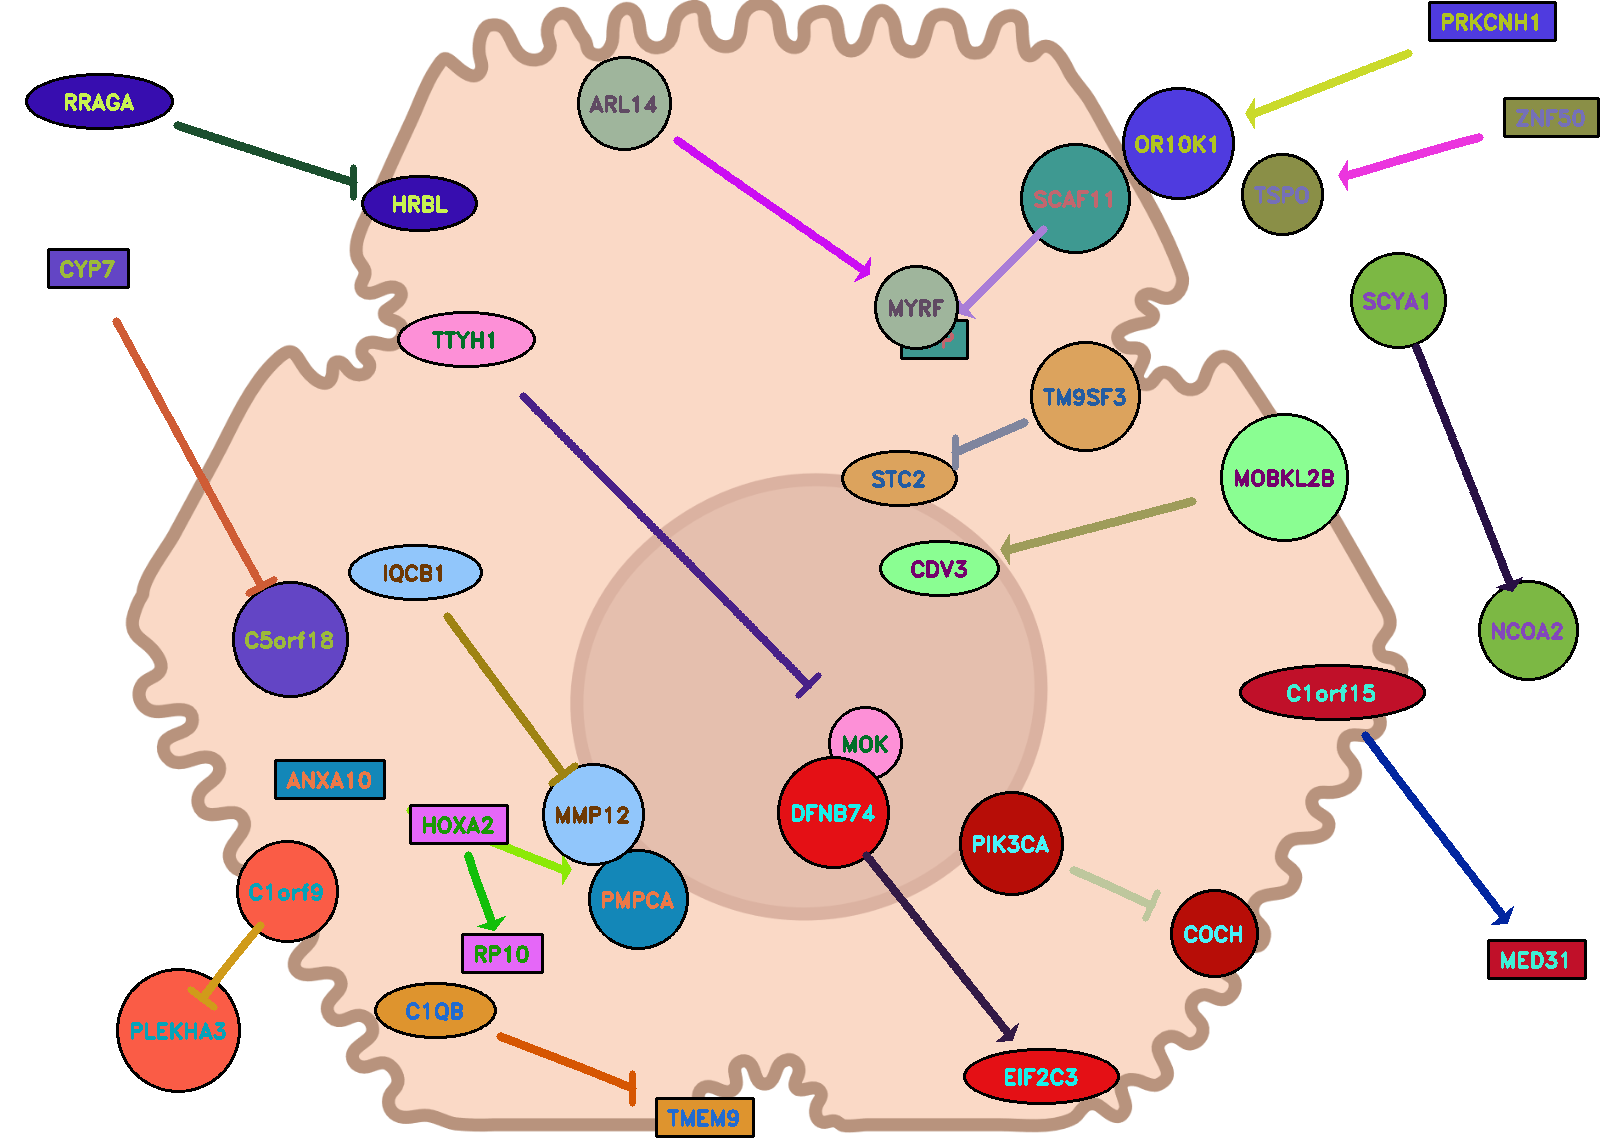 PRKCNH1
RRAGA
ARL14
ZNF50
OR10K1
TSPO
SCAF11
HRBL
CYP7
SCYA1
MYRF
TTYH1
TM9SF3
STC2
MOBKL2B
CDV3
IQCB1
C5orf18
NCOA2
C1orf15
MOK
ANXA10
HOXA2
MMP12
DFNB74
PIK3CA
C1orf9
PMPCA
COCH
RP10
MED31
C1QB
PLEKHA3
EIF2C3
TMEM9